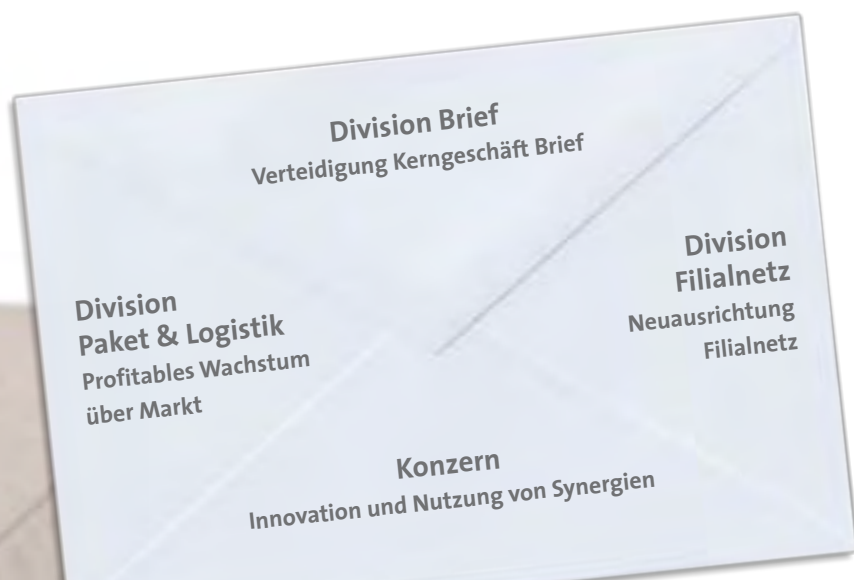 Division Brief
Verteidigung Kerngeschäft Brief
Division
Paket & Logistik
Profitables Wachstum
über Markt
Division
Filialnetz
Neuausrichtung
Filialnetz
Konzern
Innovation und Nutzung von Synergien